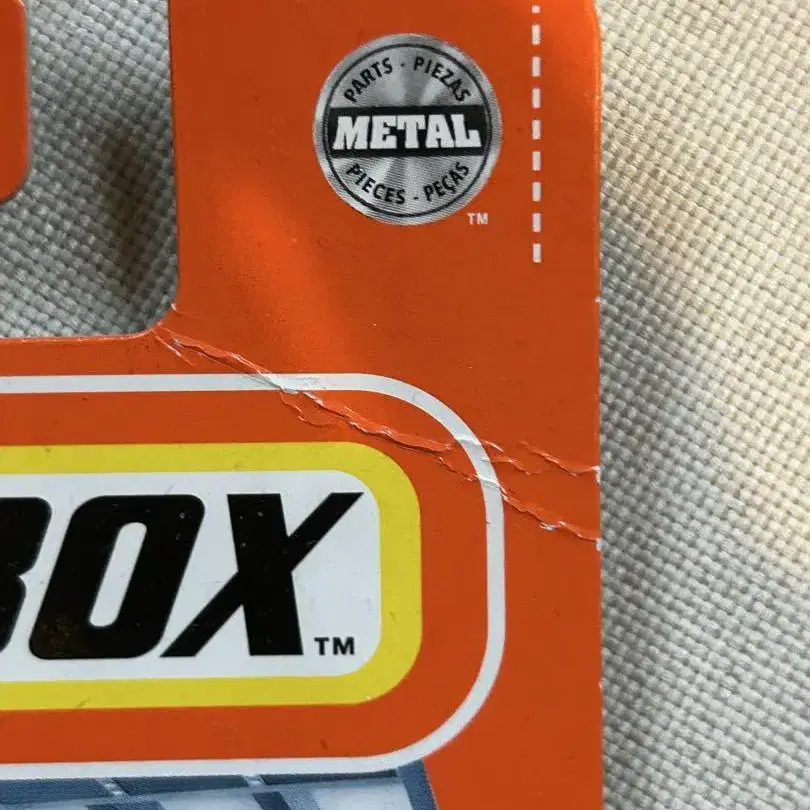 PARTS - PIEZAS
METAL
PIECES - PEÇAS
TM
BOX TM